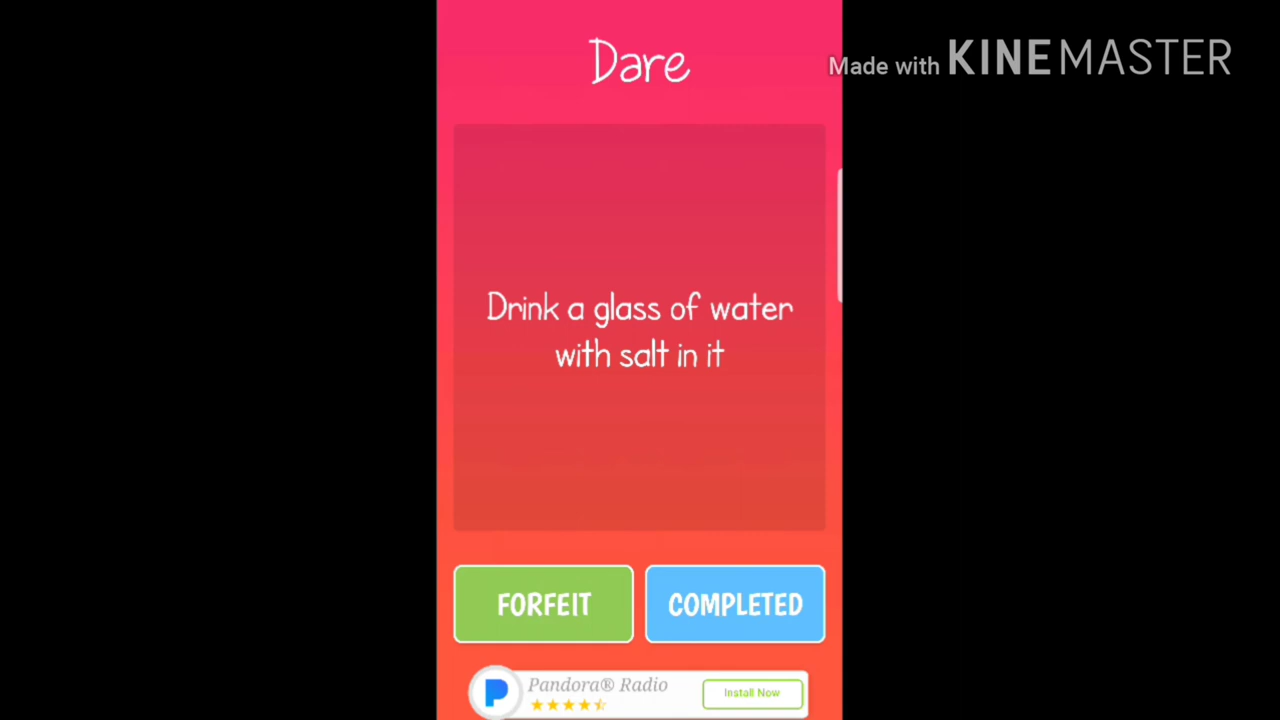 Dare
Made with KINEMASTER
Drink a glass of water
with salt in it
FORFEIT
COMPLETED
Pandora® Radio
Install Now